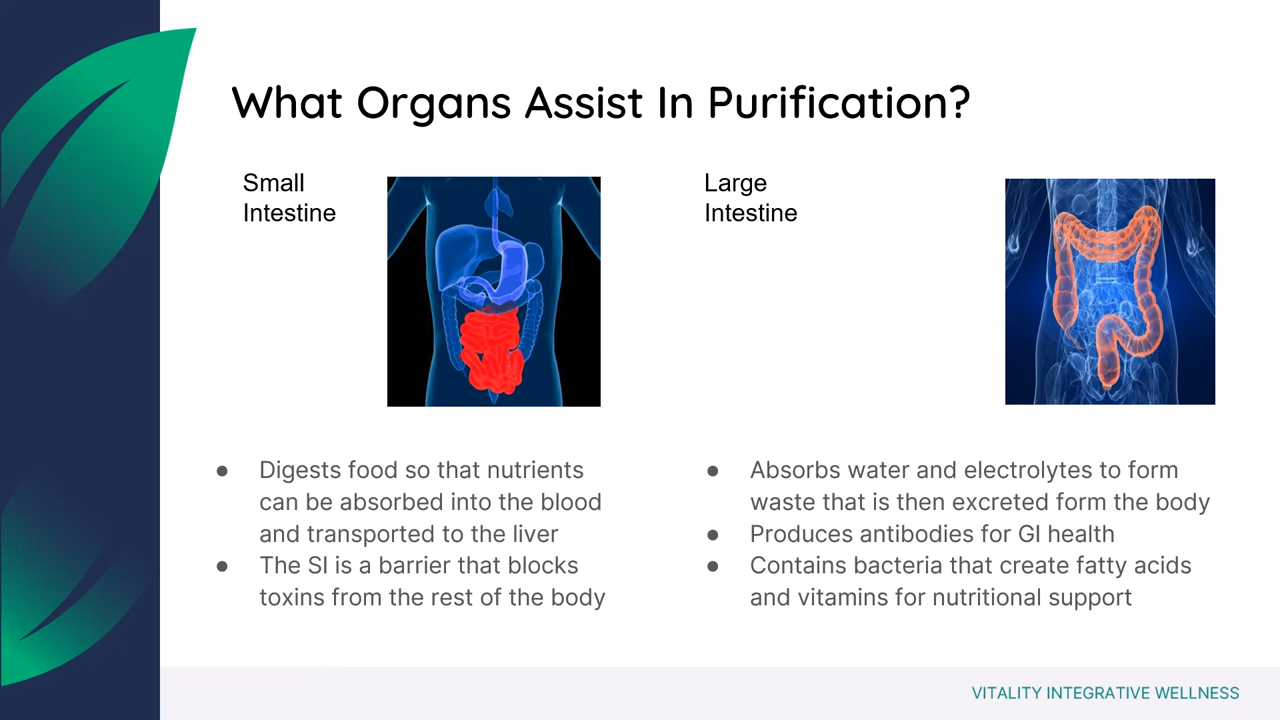 What Organs Assist In Purification?
Small
Intestine
Large
Intestine
● Digests food so that nutrients
can be absorbed into the blood
and transported to the liver
● The SI is a barrier that blocks
toxins from the rest of the body
● Absorbs water and electrolytes to form
waste that is then excreted form the body
● Produces antibodies for GI health
● Contains bacteria that create fatty acids
and vitamins for nutritional support
VITALITY INTEGRATIVE WELLNESS